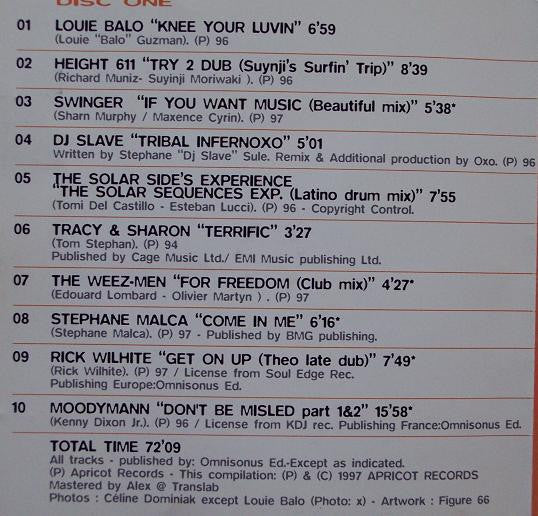 DISC ONE
01 LOUIE BALO "KNEE YOUR LUVIN" 6'59
(Louie "Balo" Guzman). (P) 96
02 HEIGHT 611 "TRY 2 DUB (Suynji's Surfin' Trip)" 8'39
(Richard Muniz- Suyinji Moriwaki ). (P) 96
03 SWINGER "IF YOU WANT MUSIC (Beautiful mix)" 5'38*
(Sharn Murphy / Maxence Cyrin). (P) 97
04 DJ SLAVE "TRIBAL INFERNOXO" 5'01
Written by Stephane "Dj Slave" Sule. Remix & Additional production by Oxo. (P) 96
05 THE SOLAR SIDE'S EXPERIENCE
"THE SOLAR SEQUENCES EXP. (Latino drum mix)" 7'55
(Tomi Del Castillo - Esteban Lucci). (P) 96 - Copyright Control.
06 TRACY & SHARON "TERRIFIC" 3'27
(Tom Stephan). (P) 94
Published by Cage Music Ltd./ EMI Music publishing Ltd.
07 THE WEEZ-MEN "FOR FREEDOM (Club mix)" 4'27*
(Edouard Lombard - Olivier Martyn ) . (P) 97
08 STEPHANE MALCA "COME IN ME" 6'16*
(Stephane Malca). (P) 97 - Published by BMG publishing.
09 RICK WILHITE "GET ON UP (Theo late dub)" 7'49*
(Rick Wilhite). (P) 97 / License from Soul Edge Rec.
Publishing Europe:Omnisonus Ed.
10 MOODYMANN "DON'T BE MISLED part 1&2" 15'58*
(Kenny Dixon Jr.). (P) 96 / License from KDJ rec. Publishing France:Omnisonus Ed.
TOTAL TIME 72'09
All tracks - published by: Omnisonus Ed.-Except as indicated.
(P) Apricot Records - This compilation: (P) & (C) 1997 APRICOT RECORDS
Mastered by Alex @ Translab
Photos : Céline Dominiak except Louie Balo (Photo: x) - Artwork : Figure 66